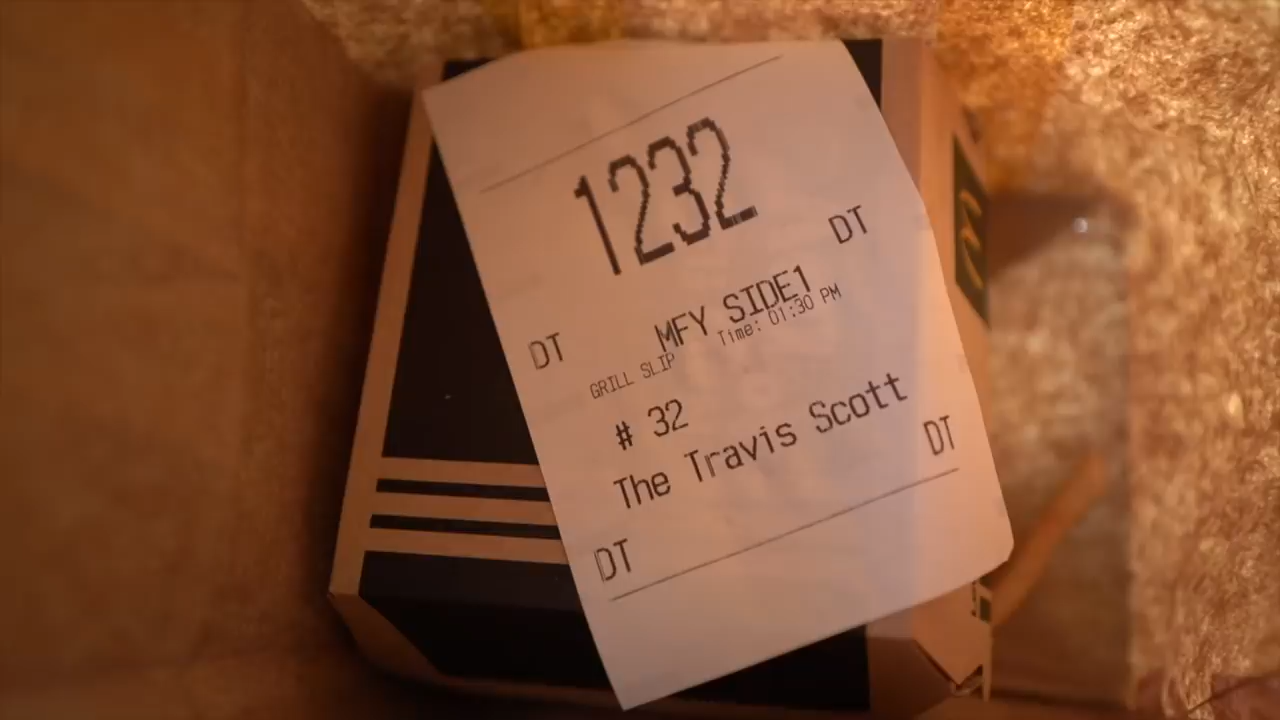 1232
DT
MFY SIDE1
Time: 01:30 PM
DT
GRILL SLIP
# 32
The Travis Scott
DT
DT